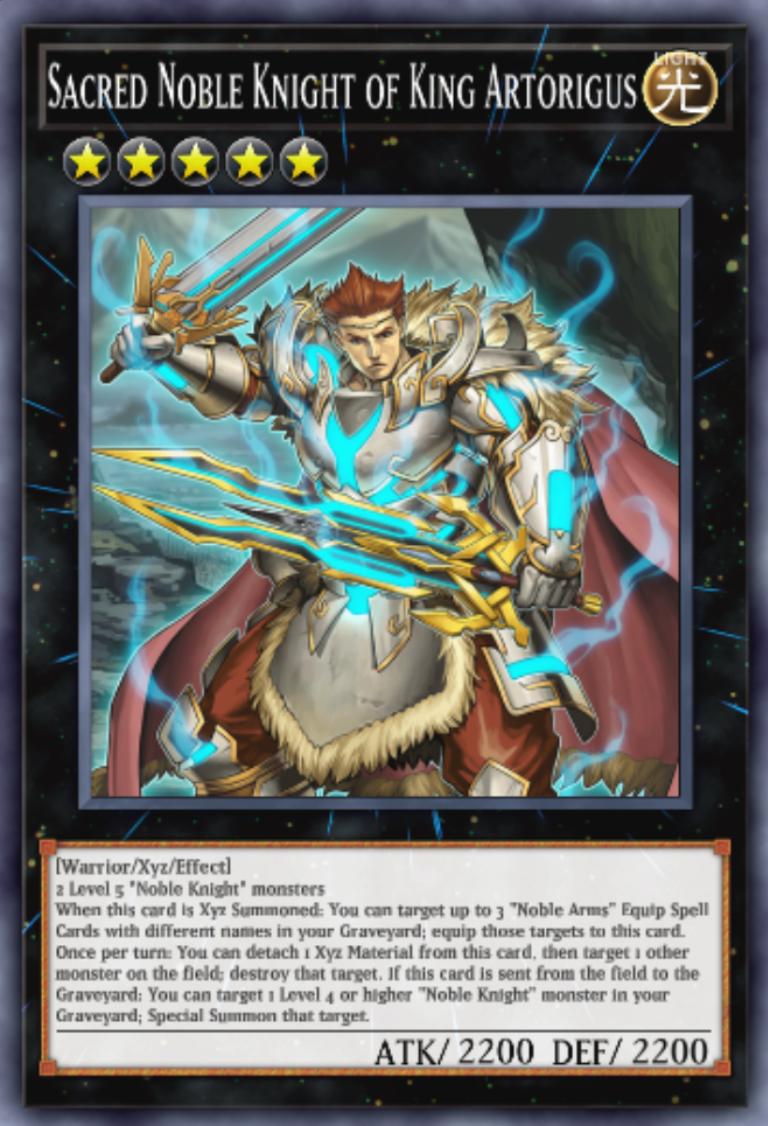 Sacred Noble Knight of King Artorigus
LIGHT
光
[Warrior/Xyz/Effect]
2 Level 5 "Noble Knight" monsters
When this card is Xyz Summoned: You can target up to 3 "Noble Arms" Equip Spell
Cards with different names in your Graveyard; equip those targets to this card.
Once per turn: You can detach 1 Xyz Material from this card, then target 1 other
monster on the field; destroy that target. If this card is sent from the field to the
Graveyard: You can target 1 Level 4 or higher "Noble Knight" monster in your
Graveyard; Special Summon that target.
ATK/ 2200 DEF/ 2200